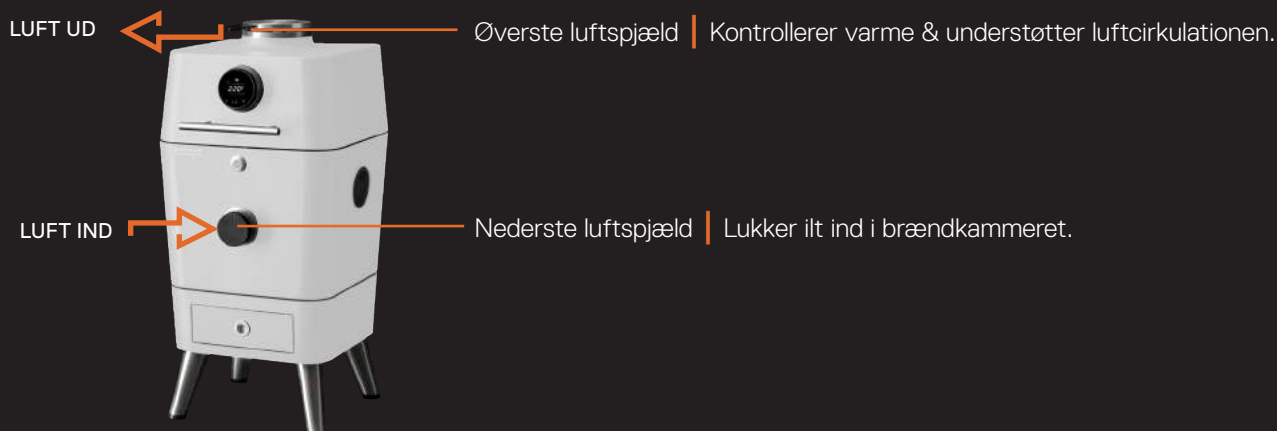 LUFT UD
Øverste luftspjæld | Kontrollerer varme & understøtter luftcirkulationen.
LUFT IND
Nederste luftspjæld | Lukker ilt ind i brændkammeret.